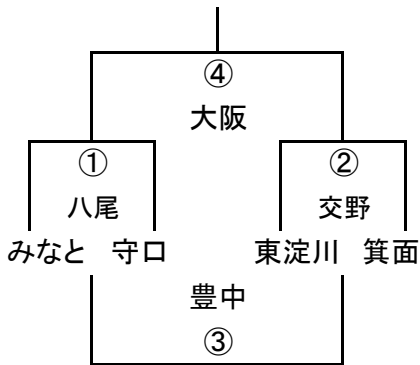 ④
大阪
① ②
八尾 交野
みなと 守口 東淀川 箕面
豊中
③